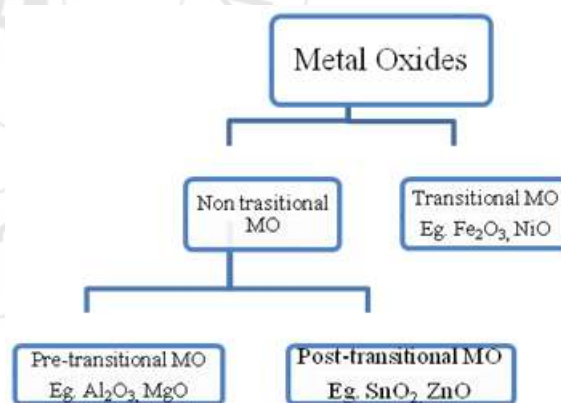 Metal Oxides
Non trasitional
MO
Transitional MO
Eg. Fe₂O₃, NiO
Pre-transitional MO
Eg. Al₂O₃, MgO
Post-transitional MO
Eg. SnO₂ ZnO